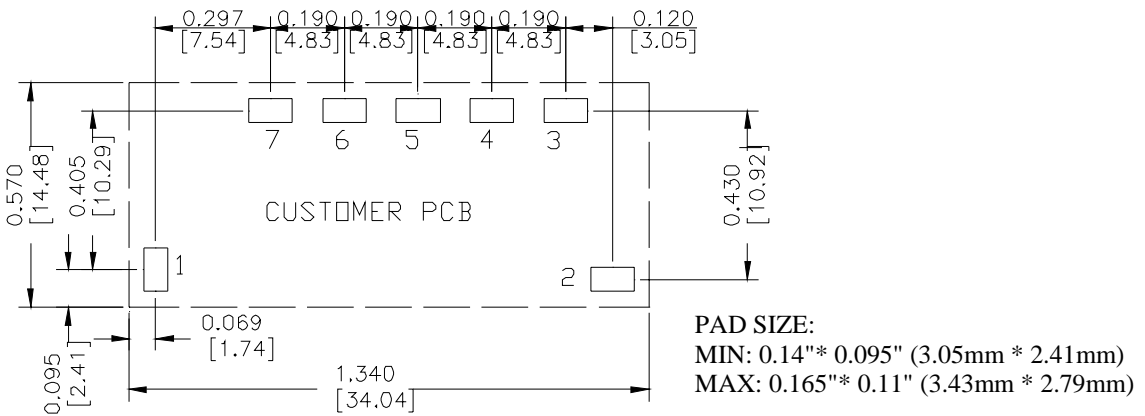 0.297 0.190 0.190 0.190 0.190 0.120
[7.54] [4.83] [4.83] [4.83] [4.83] [3.05]
7 6 5 4 3
0.570
[14.48]
0.405
[10.29]
0.430
[10.92]
CUSTOMER PCB
1
2
0.069
[1.74]
0.095
[2.41]
1.340
[34.04]
PAD SIZE:
MIN: 0.14"* 0.095" (3.05mm * 2.41mm)
MAX: 0.165"* 0.11" (3.43mm * 2.79mm)